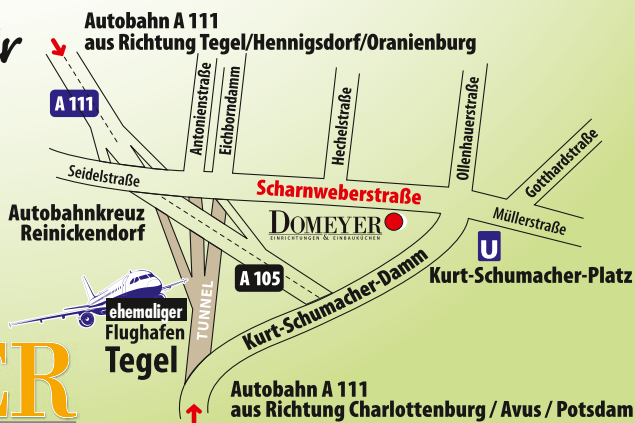 Autobahn A 111
aus Richtung Tegel/Hennigsdorf/Oranienburg
A 111
Antonienstraße
Eichborndamm
Hechelstraße
Ollenhauerstraße
Gotthardstraße
Seidelstraße
Scharnweberstraße
Müllerstraße
Autobahnkreuz
Reinickendorf
DOMEYER
EINRICHTUNGEN & EINBAUKÜCHEN
U
Kurt-Schumacher-Platz
A 105
Kurt-Schumacher-Damm
TUNNEL
ehemaliger
Flughafen
Tegel
ER
Autobahn A 111
aus Richtung Charlottenburg / Avus / Potsdam